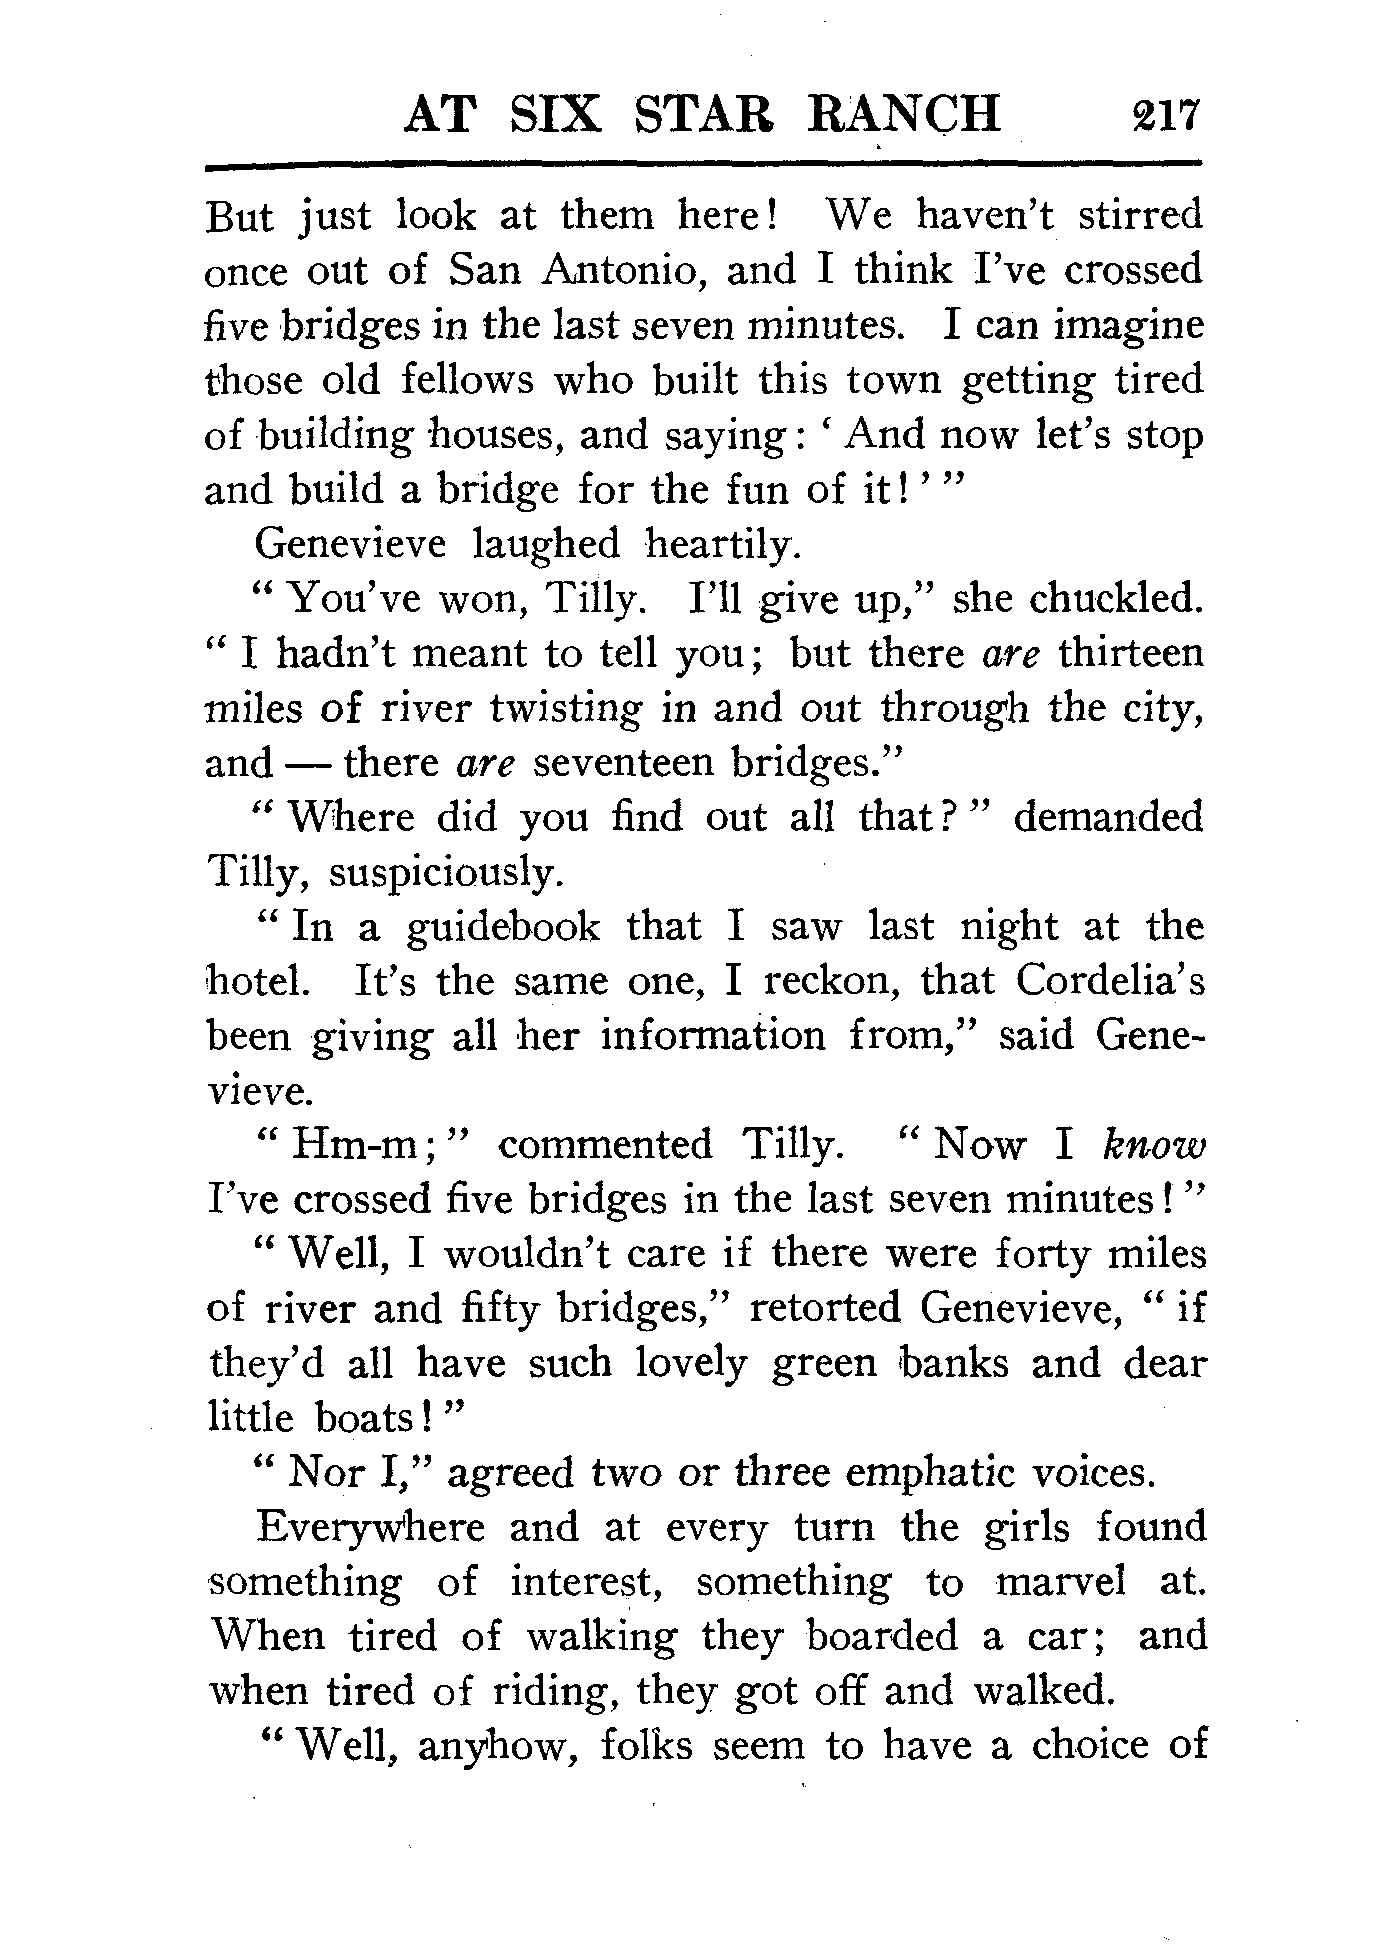 AT SIX STAR RANCH 217
But just look at them here! We haven't stirred
once out of San Antonio, and I think I've crossed
five bridges in the last seven minutes. I can imagine
those old fellows who built this town getting tired
of building houses, and saying: ‘ And now let's stop
and build a bridge for the fun of it! ’ ”
Genevieve laughed heartily.
“ You've won, Tilly. I'll give up,” she chuckled.
“ I hadn't meant to tell you; but there are thirteen
miles of river twisting in and out through the city,
and — there are seventeen bridges.”
“ Where did you find out all that? ” demanded
Tilly, suspiciously.
“ In a guidebook that I saw last night at the
hotel. It's the same one, I reckon, that Cordelia's
been giving all her information from,” said Gene-
vieve.
“ Hm-m; ” commented Tilly. “ Now I know
I've crossed five bridges in the last seven minutes! ”
“ Well, I wouldn't care if there were forty miles
of river and fifty bridges,” retorted Genevieve, “ if
they'd all have such lovely green banks and dear
little boats! ”
“ Nor I,” agreed two or three emphatic voices.
Everywhere and at every turn the girls found
something of interest, something to marvel at.
When tired of walking they boarded a car; and
when tired of riding, they got off and walked.
“ Well, anyhow, folks seem to have a choice of